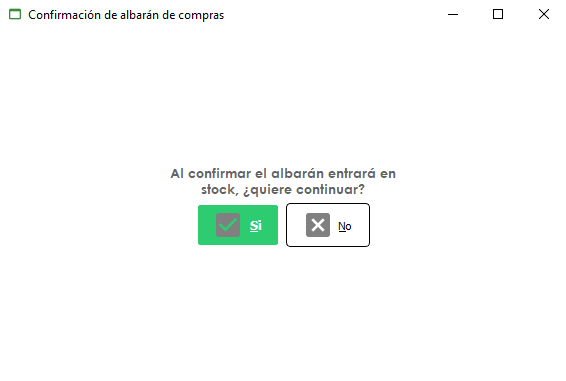 Confirmación de albarán de compras
Al confirmar el albarán entrará en
stock, ¿quiere continuar?
Si
No